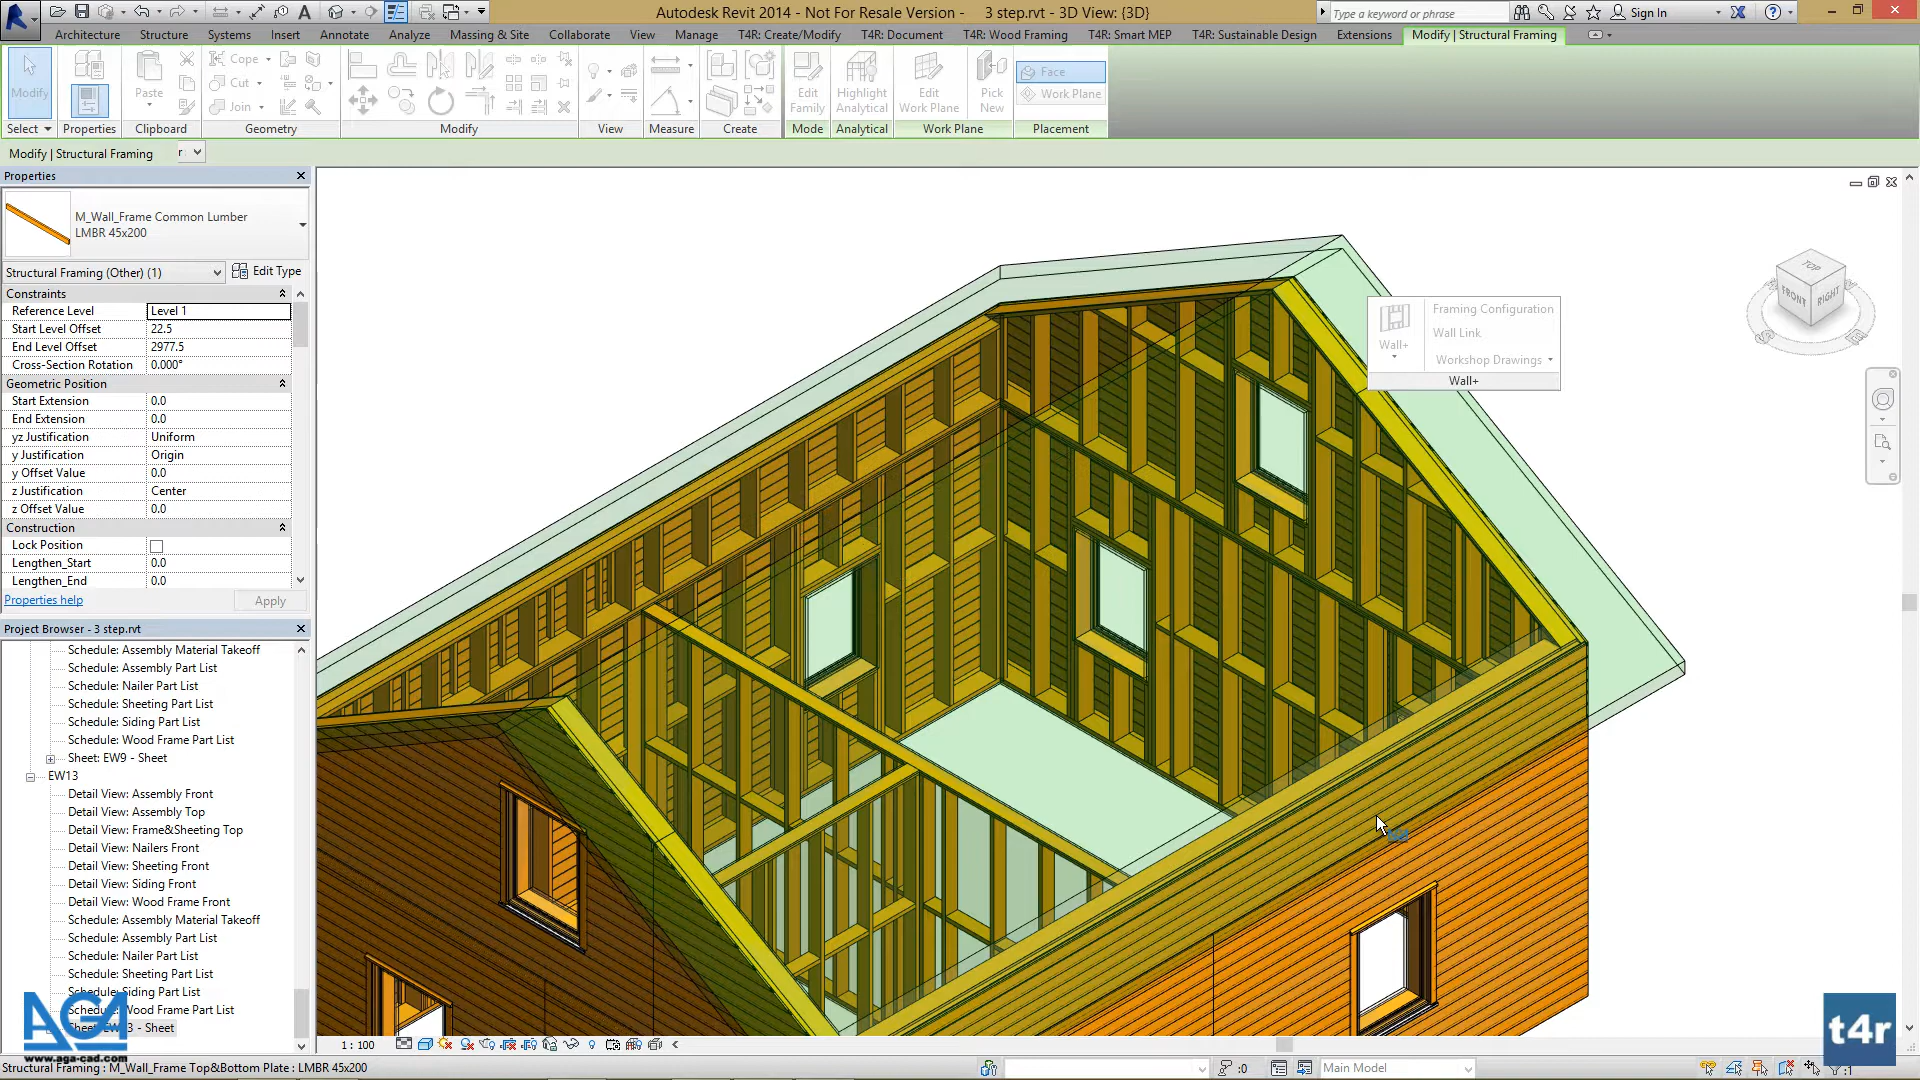 Autodesk Revit 2014 - Not For Resale Version - 3 step.rvt - 3D View: {3D}
Type a keyword or phrase
Sign In
Architecture Structure Systems Insert Annotate Analyze Massing & Site Collaborate View Manage T4R: Create/Modify T4R: Document T4R: Wood Framing T4R: Smart MEP T4R: Sustainable Design Extensions Modify | Structural Framing
Modify
Paste
Cope
Cut
Join
Edit Family
Highlight Analytical
Edit Work Plane
Pick New
Face
Work Plane
Select Properties Clipboard Geometry Modify View Measure Create Mode Analytical Work Plane Placement
Modify | Structural Framing
r
Properties
M_Wall_Frame Common Lumber
LMBR 45x200
Structural Framing (Other) (1)
Edit Type
Constraints
Reference Level Level 1
Start Level Offset 22.5
End Level Offset 2977.5
Cross-Section Rotation 0.000°
Geometric Position
Start Extension 0.0
End Extension 0.0
yz Justification Uniform
y Justification Origin
y Offset Value 0.0
z Justification Center
z Offset Value 0.0
Construction
Lock Position
Lengthen_Start 0.0
Lengthen_End 0.0
Properties help
Apply
Wall+
Framing Configuration
Wall Link
Workshop Drawings
Wall+
TOP
FRONT
RIGHT
Project Browser - 3 step.rvt
Schedule: Assembly Material Takeoff
Schedule: Assembly Part List
Schedule: Nailer Part List
Schedule: Sheeting Part List
Schedule: Siding Part List
Schedule: Wood Frame Part List
Sheet: EW9 - Sheet
EW13
Detail View: Assembly Front
Detail View: Assembly Top
Detail View: Frame&Sheeting Top
Detail View: Nailers Front
Detail View: Sheeting Front
Detail View: Siding Front
Detail View: Wood Frame Front
Schedule: Assembly Material Takeoff
Schedule: Assembly Part List
Schedule: Nailer Part List
Schedule: Sheeting Part List
Schedule: Siding Part List
Schedule: Wood Frame Part List
Sheet: EW13 - Sheet
AGA
www.aga-cad.com
t4r
1 : 100
Structural Framing : M_Wall_Frame Top&Bottom Plate : LMBR 45x200
:0
Main Model
:1